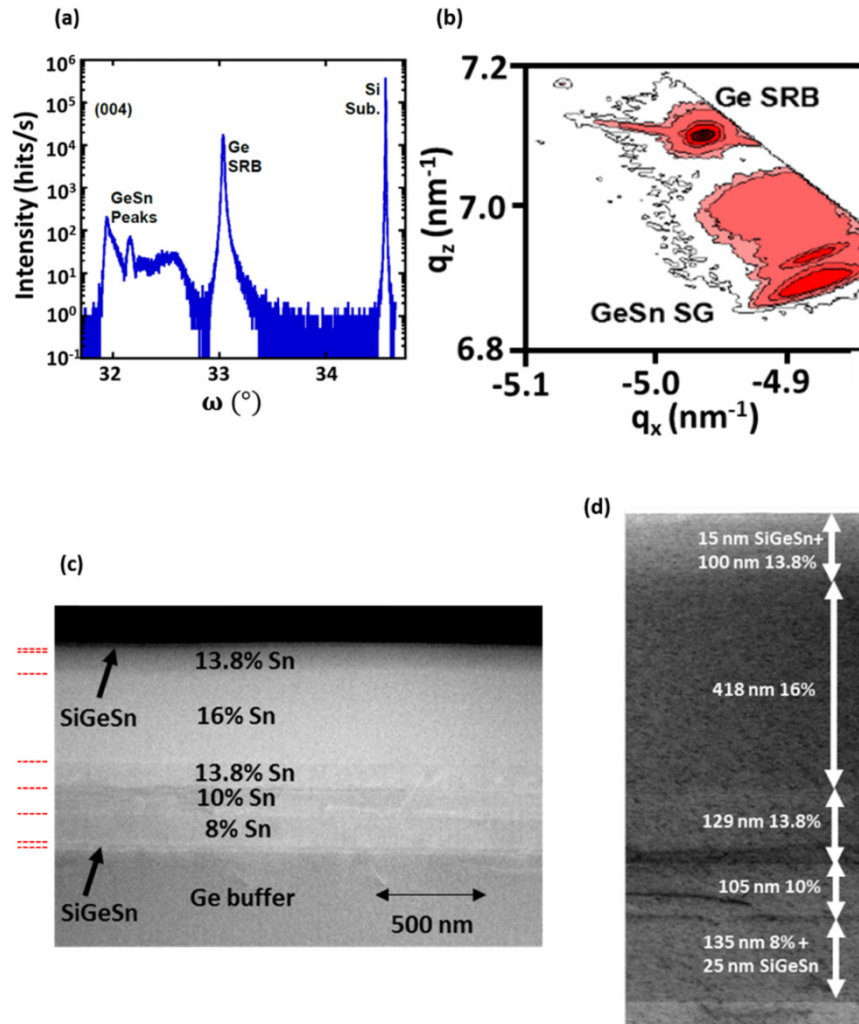 (a)
10⁶
10⁵
10⁴
10³
10²
10¹
10⁰
10⁻¹
Intensity (hits/s)
(004)
GeSn
Peaks
Ge
SRB
Si
Sub.
32
33
34
ω (°)
(b)
7.2
7.0
6.8
qz (nm⁻¹)
Ge SRB
GeSn SG
-5.1
-5.0
-4.9
qx (nm⁻¹)
(c)
13.8% Sn
SiGeSn
16% Sn
13.8% Sn
10% Sn
8% Sn
SiGeSn
Ge buffer
500 nm
(d)
15 nm SiGeSn+
100 nm 13.8%
418 nm 16%
129 nm 13.8%
105 nm 10%
135 nm 8% +
25 nm SiGeSn